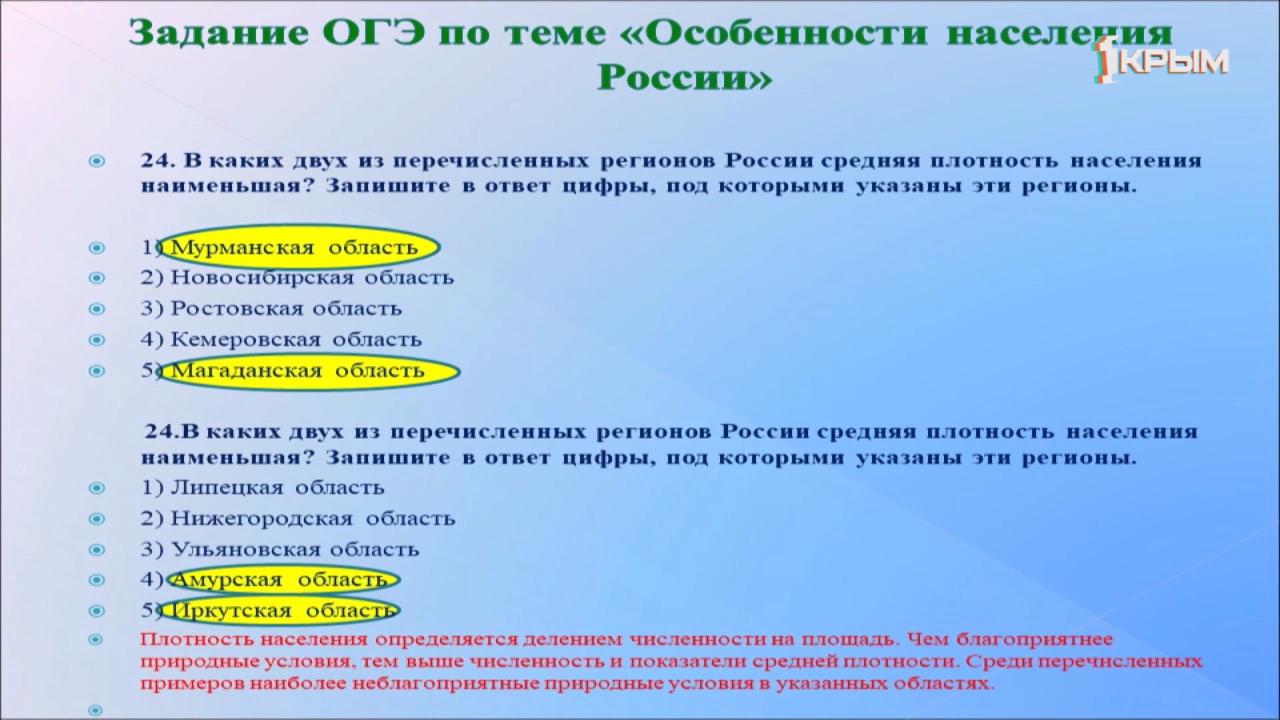 Задание ОГЭ по теме «Особенности населения
России»
1КРЫМ
24. В каких двух из перечисленных регионов России средняя плотность населения
наименьшая? Запишите в ответ цифры, под которыми указаны эти регионы.
1) Мурманская область
2) Новосибирская область
3) Ростовская область
4) Кемеровская область
5) Магаданская область
24.В каких двух из перечисленных регионов России средняя плотность населения
наименьшая? Запишите в ответ цифры, под которыми указаны эти регионы.
1) Липецкая область
2) Нижегородская область
3) Ульяновская область
4) Амурская область
5) Иркутская область
Плотность населения определяется делением численности на площадь. Чем благоприятнее
природные условия, тем выше численность и показатели средней плотности. Среди перечисленных
примеров наиболее неблагоприятные природные условия в указанных областях.